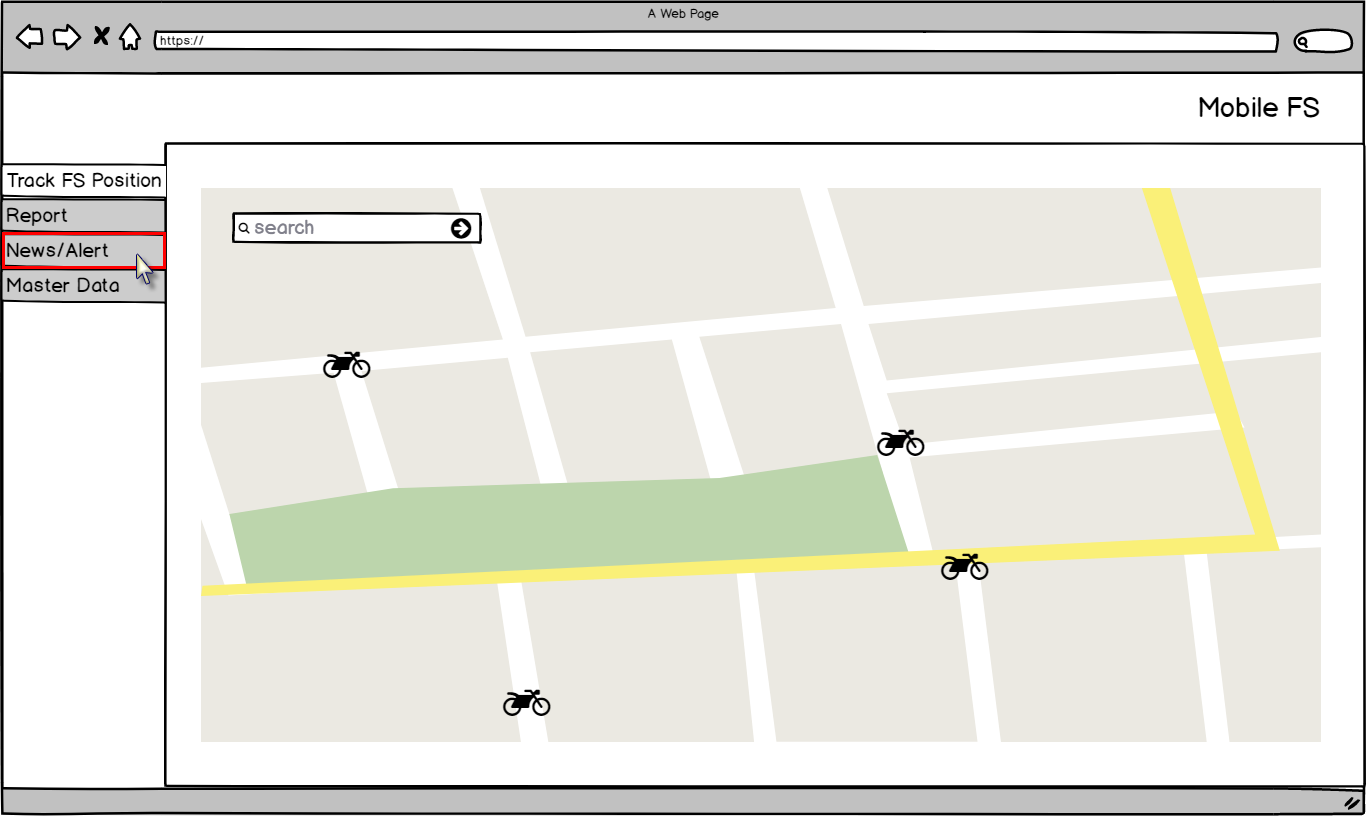 A Web Page
https://
Mobile FS
Track FS Position
Report
News/Alert
Master Data
search